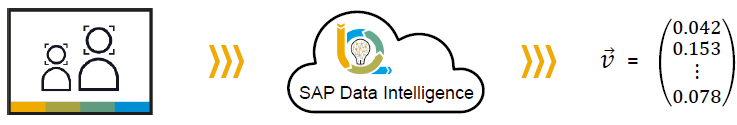 SAP Data Intelligence
v⃗ = (0.042
0.153
⋮
0.078)